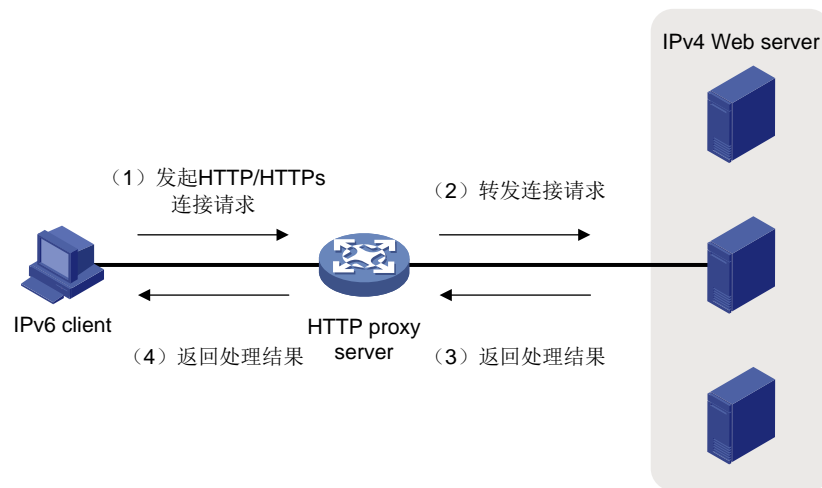 IPv4 Web server
（1）发起HTTP/HTTPs
连接请求
（2）转发连接请求
IPv6 client
HTTP proxy
server
（4）返回处理结果
（3）返回处理结果